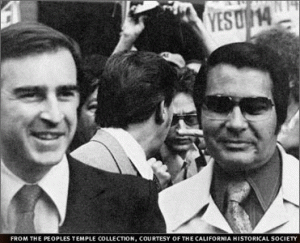 YES ON 14
FROM THE PEOPLES TEMPLE COLLECTION, COURTESY OF THE CALIFORNIA HISTORICAL SOCIETY